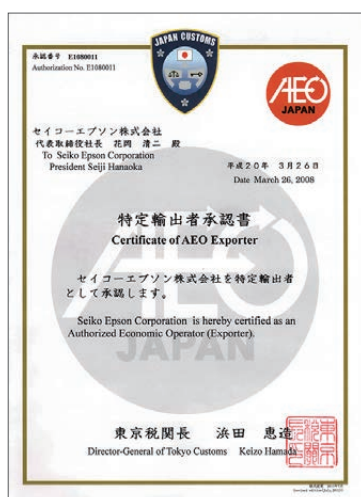 JAPAN CUSTOMS
承認番号 E1080011
Authorization No. E1080011
AEO
JAPAN
セイコーエプソン株式会社
代表取締役社長 花岡 清二 殿
To Seiko Epson Corporation
President Seiji Hanaoka
平成20年 3月26日
Date March 26, 2008
特定輸出者承認書
Certificate of AEO Exporter
セイコーエプソン株式会社を特定輸出者
として承認します。
Seiko Epson Corporation is hereby certified as an
Authorized Economic Operator (Exporter).
AEO
JAPAN
東京税関長 浜田 恵造
Director-General of Tokyo Customs Keizo Hamada